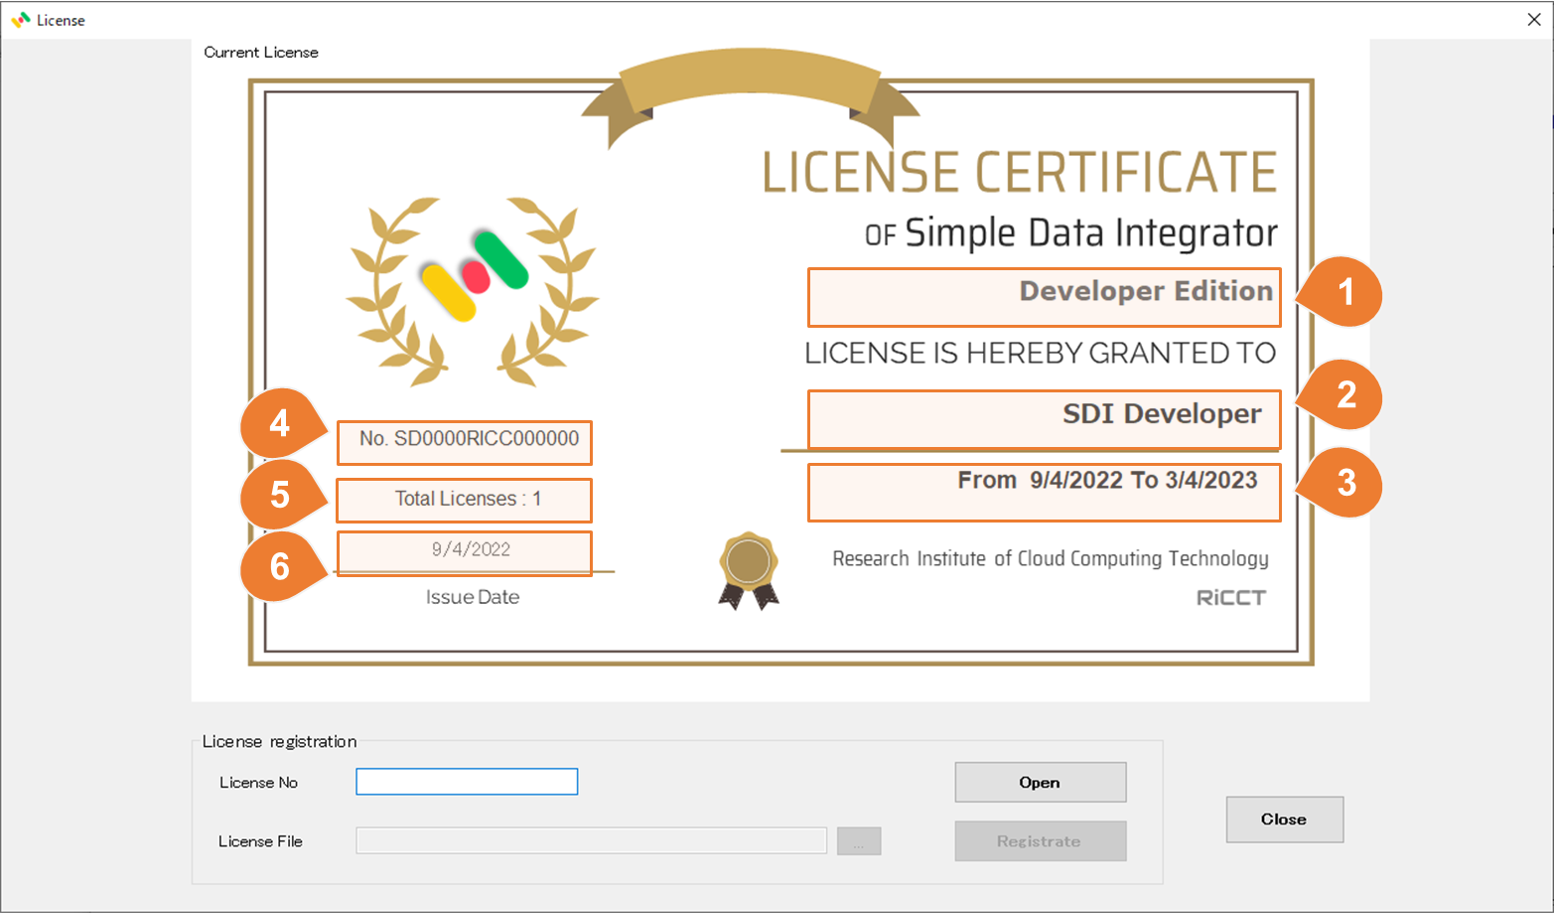 License
Current License
LICENSE CERTIFICATE
OF Simple Data Integrator
Developer Edition
1
LICENSE IS HEREBY GRANTED TO
SDI Developer
2
From 9/4/2022 To 3/4/2023
3
4
No. SD0000RICC000000
5
Total Licenses : 1
6
9/4/2022
Issue Date
Research Institute of Cloud Computing Technology
RiCCT
License registration
License No
Open
License File
...
Registrate
Close